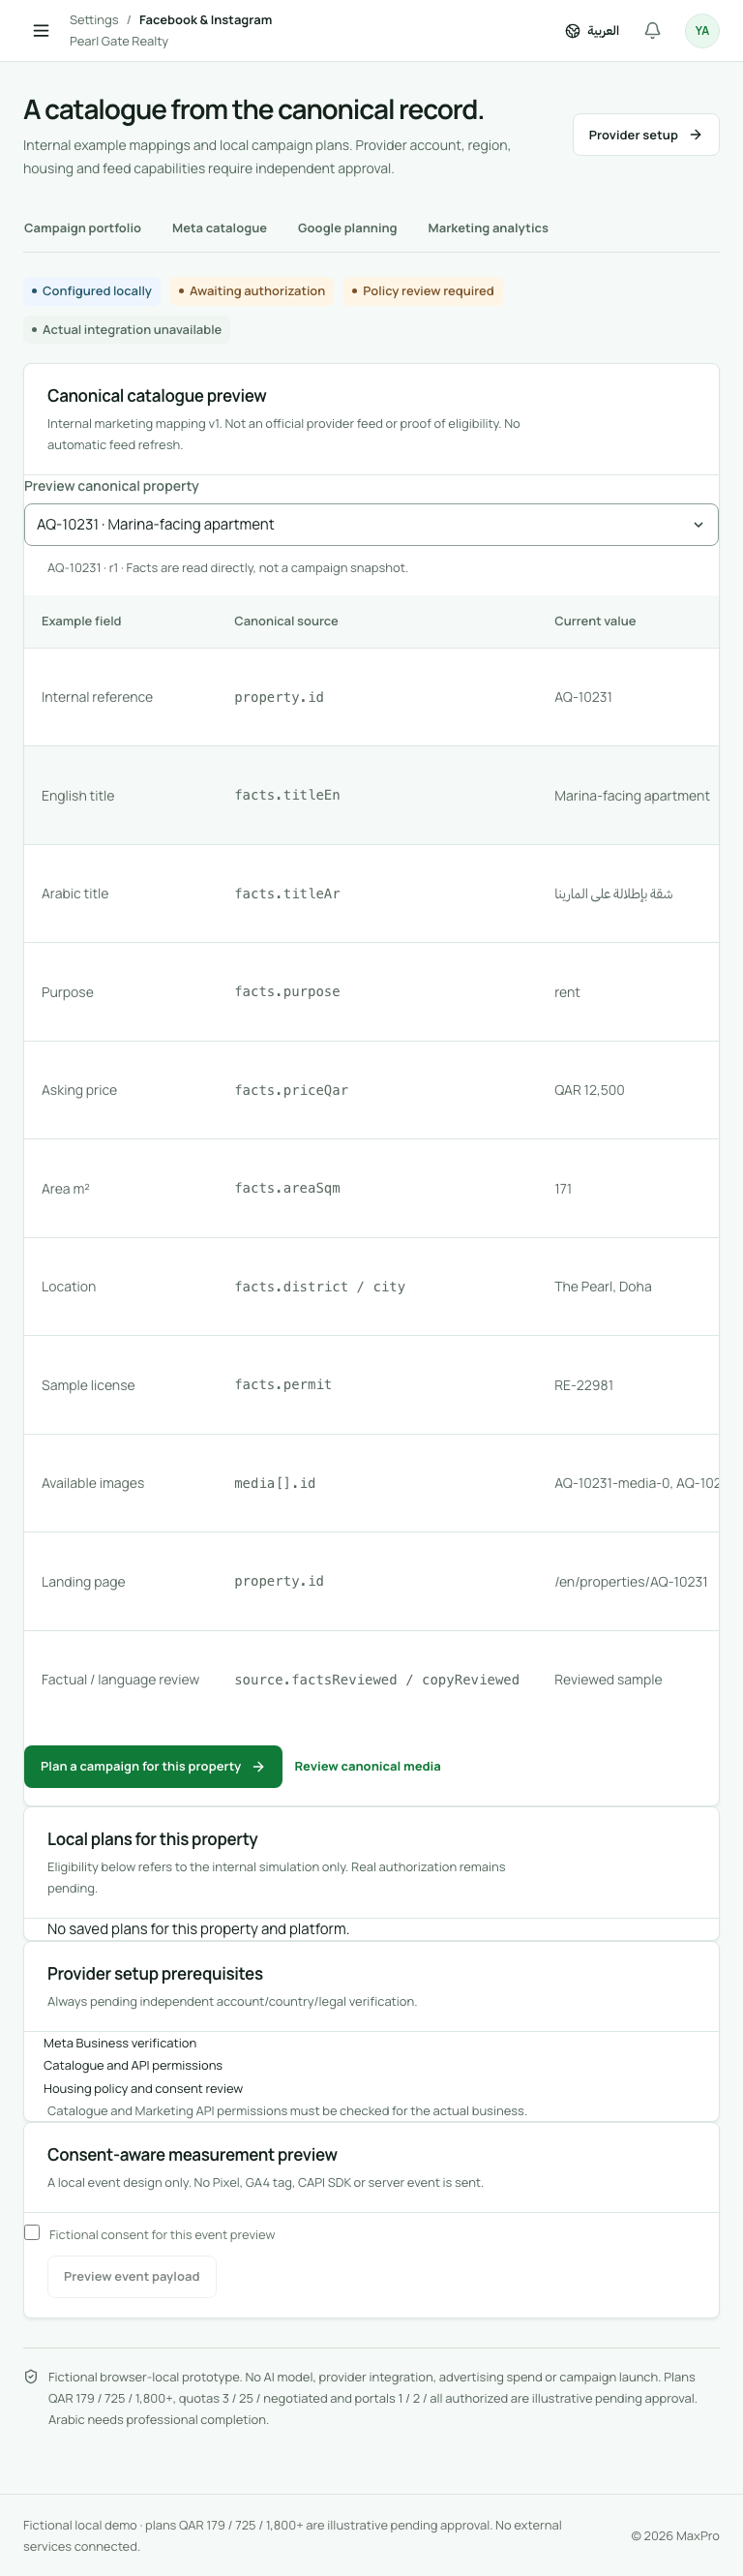 Settings / Facebook & Instagram
Pearl Gate Realty
العربية
YA
A catalogue from the canonical record.
Internal example mappings and local campaign plans. Provider account, region,
housing and feed capabilities require independent approval.
Provider setup
Campaign portfolio Meta catalogue Google planning Marketing analytics
Configured locally Awaiting authorization Policy review required
Actual integration unavailable
Canonical catalogue preview
Internal marketing mapping v1. Not an official provider feed or proof of eligibility. No
automatic feed refresh.
Preview canonical property
AQ-10231 · Marina-facing apartment
AQ-10231 · r1 · Facts are read directly, not a campaign snapshot.
Example field Canonical source Current value
Internal reference property.id AQ-10231
English title facts.titleEn Marina-facing apartment
Arabic title facts.titleAr شقة بإطلالة على المارينا
Purpose facts.purpose rent
Asking price facts.priceQar QAR 12,500
Area m² facts.areaSqm 171
Location facts.district / city The Pearl, Doha
Sample license facts.permit RE-22981
Available images media[].id AQ-10231-media-0, AQ-102
Landing page property.id /en/properties/AQ-10231
Factual / language review source.factsReviewed / copyReviewed Reviewed sample
Plan a campaign for this property Review canonical media
Local plans for this property
Eligibility below refers to the internal simulation only. Real authorization remains
pending.
No saved plans for this property and platform.
Provider setup prerequisites
Always pending independent account/country/legal verification.
Meta Business verification
Catalogue and API permissions
Housing policy and consent review
Catalogue and Marketing API permissions must be checked for the actual business.
Consent-aware measurement preview
A local event design only. No Pixel, GA4 tag, CAPI SDK or server event is sent.
Fictional consent for this event preview
Preview event payload
Fictional browser-local prototype. No AI model, provider integration, advertising spend or campaign launch. Plans
QAR 179 / 725 / 1,800+, quotas 3 / 25 / negotiated and portals 1 / 2 / all authorized are illustrative pending approval.
Arabic needs professional completion.
Fictional local demo · plans QAR 179 / 725 / 1,800+ are illustrative pending approval. No external
services connected.
© 2026 MaxPro